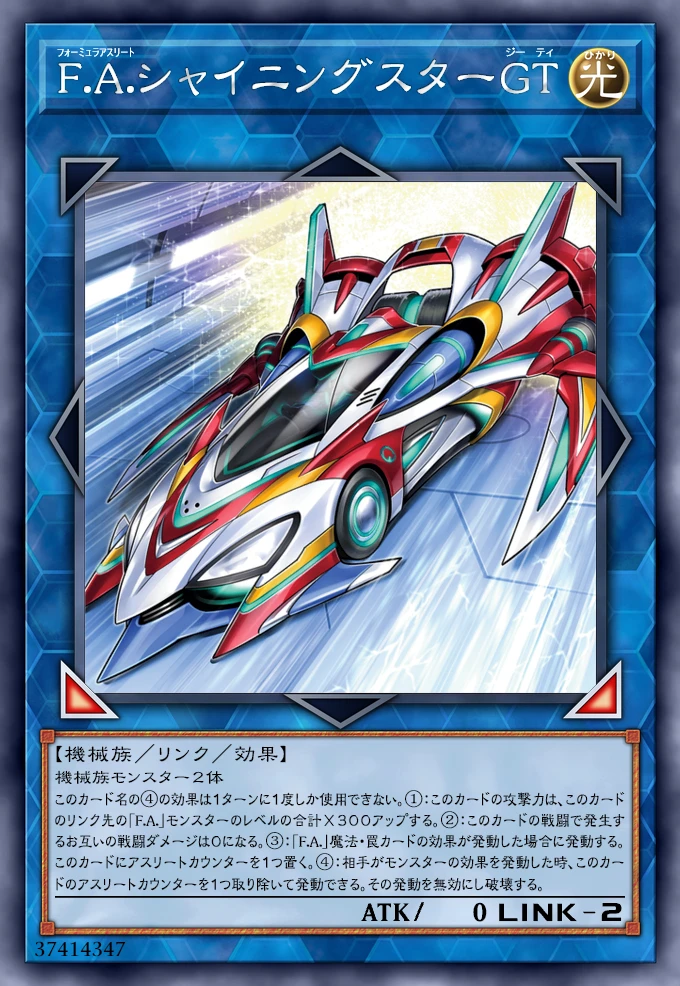 フォーミュラアスリート ジー ティ ひかり
F.A.シャイニングスターGT 光
【機械族／リンク／効果】
機械族モンスター２体
このカード名の④の効果は１ターンに１度しか使用できない。①：このカードの攻撃力は、このカード
のリンク先の「F.A.」モンスターのレベルの合計×３００アップする。②：このカードの戦闘で発生す
るお互いの戦闘ダメージは０になる。③：「F.A.」魔法・罠カードの効果が発動した場合に発動する。
このカードにアスリートカウンターを１つ置く。④：相手がモンスターの効果を発動した時、このカー
ドのアスリートカウンターを１つ取り除いて発動できる。その発動を無効にし破壊する。
ATK/ 0 LINK-2
37414347